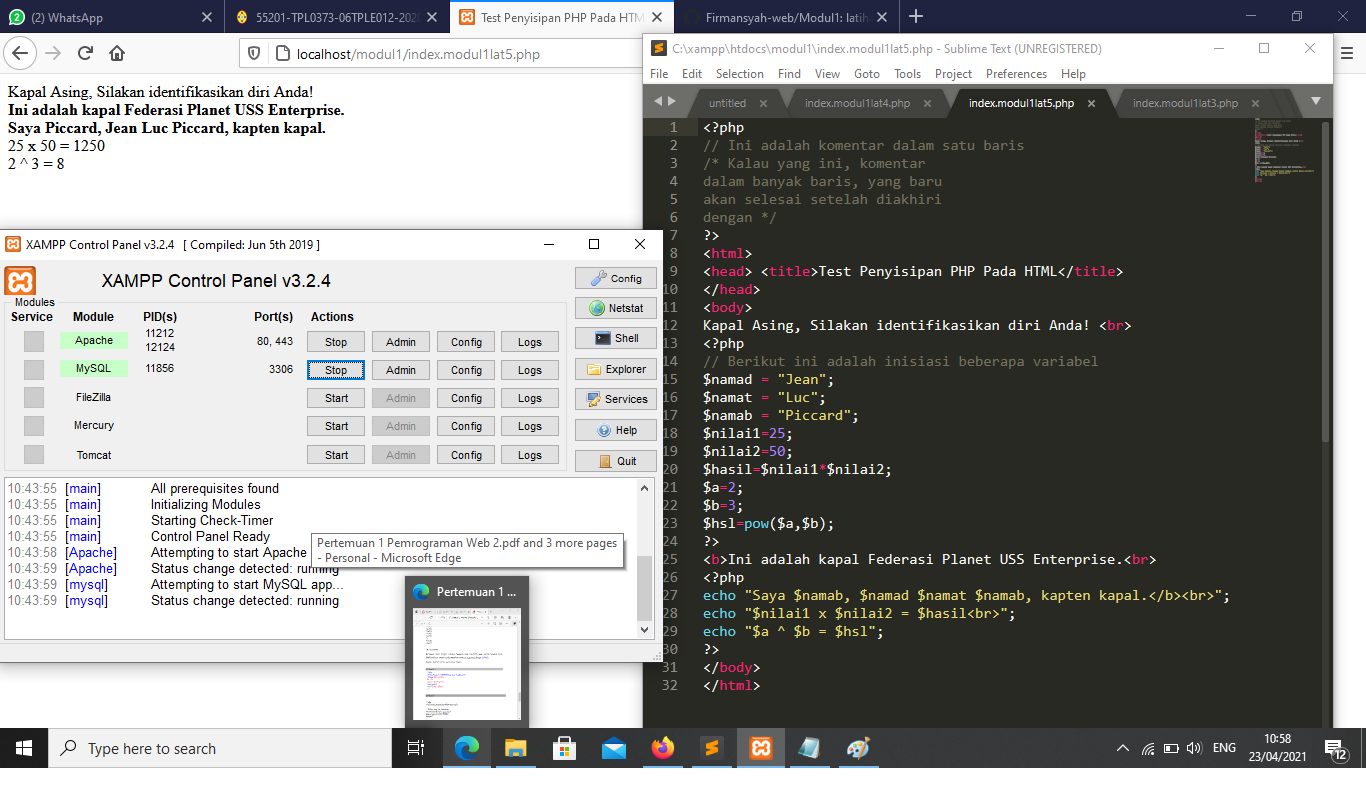 (2) WhatsApp
55201-TPL0373-06TPLE012-202
Test Penyisipan PHP Pada HTM
Firmansyah-web/Modul1: latih
localhost/modul1/index.modul1lat5.php
Kapal Asing, Silakan identifikasikan diri Anda!
Ini adalah kapal Federasi Planet USS Enterprise.
Saya Piccard, Jean Luc Piccard, kapten kapal.
25 x 50 = 1250
2 ^ 3 = 8
XAMPP Control Panel v3.2.4 [ Compiled: Jun 5th 2019 ]
XAMPP Control Panel v3.2.4
Modules
Service Module PID(s) Port(s) Actions
Apache 11212 12124 80, 443 Stop Admin Config Logs
MySQL 11856 3306 Stop Admin Config Logs
FileZilla Start Admin Config Logs
Mercury Start Admin Config Logs
Tomcat Start Admin Config Logs
Config
Netstat
Shell
Explorer
Services
Help
Quit
10:43:55 [main] All prerequisites found
10:43:55 [main] Initializing Modules
10:43:55 [main] Starting Check-Timer
10:43:55 [main] Control Panel Ready
10:43:58 [Apache] Attempting to start Apache
10:43:59 [Apache] Status change detected: running
10:43:59 [mysql] Attempting to start MySQL app...
10:43:59 [mysql] Status change detected: running
Pertemuan 1 Pemrograman Web 2.pdf and 3 more pages
- Personal - Microsoft Edge
Pertemuan 1 ...
C:\xampp\htdocs\modul1\index.modul1lat5.php - Sublime Text (UNREGISTERED)
File Edit Selection Find View Goto Tools Project Preferences Help
untitled index.modul1lat4.php index.modul1lat5.php index.modul1lat3.php
1 <?php
2 // Ini adalah komentar dalam satu baris
3 /* Kalau yang ini, komentar
4 dalam banyak baris, yang baru
5 akan selesai setelah diakhiri
6 dengan */
7 ?>
8 <html>
9 <head> <title>Test Penyisipan PHP Pada HTML</title>
10 </head>
11 <body>
12 Kapal Asing, Silakan identifikasikan diri Anda! <br>
13 <?php
14 // Berikut ini adalah inisiasi beberapa variabel
15 $namad = "Jean";
16 $namat = "Luc";
17 $namab = "Piccard";
18 $nilai1=25;
19 $nilai2=50;
20 $hasil=$nilai1*$nilai2;
21 $a=2;
22 $b=3;
23 $hsl=pow($a,$b);
24 ?>
25 <b>Ini adalah kapal Federasi Planet USS Enterprise.<br>
26 <?php
27 echo "Saya $namab, $namad $namat $namab, kapten kapal.</b><br>";
28 echo "$nilai1 x $nilai2 = $hasil<br>";
29 echo "$a ^ $b = $hsl";
30 ?>
31 </body>
32 </html>
Type here to search
ENG
10:58
23/04/2021
12